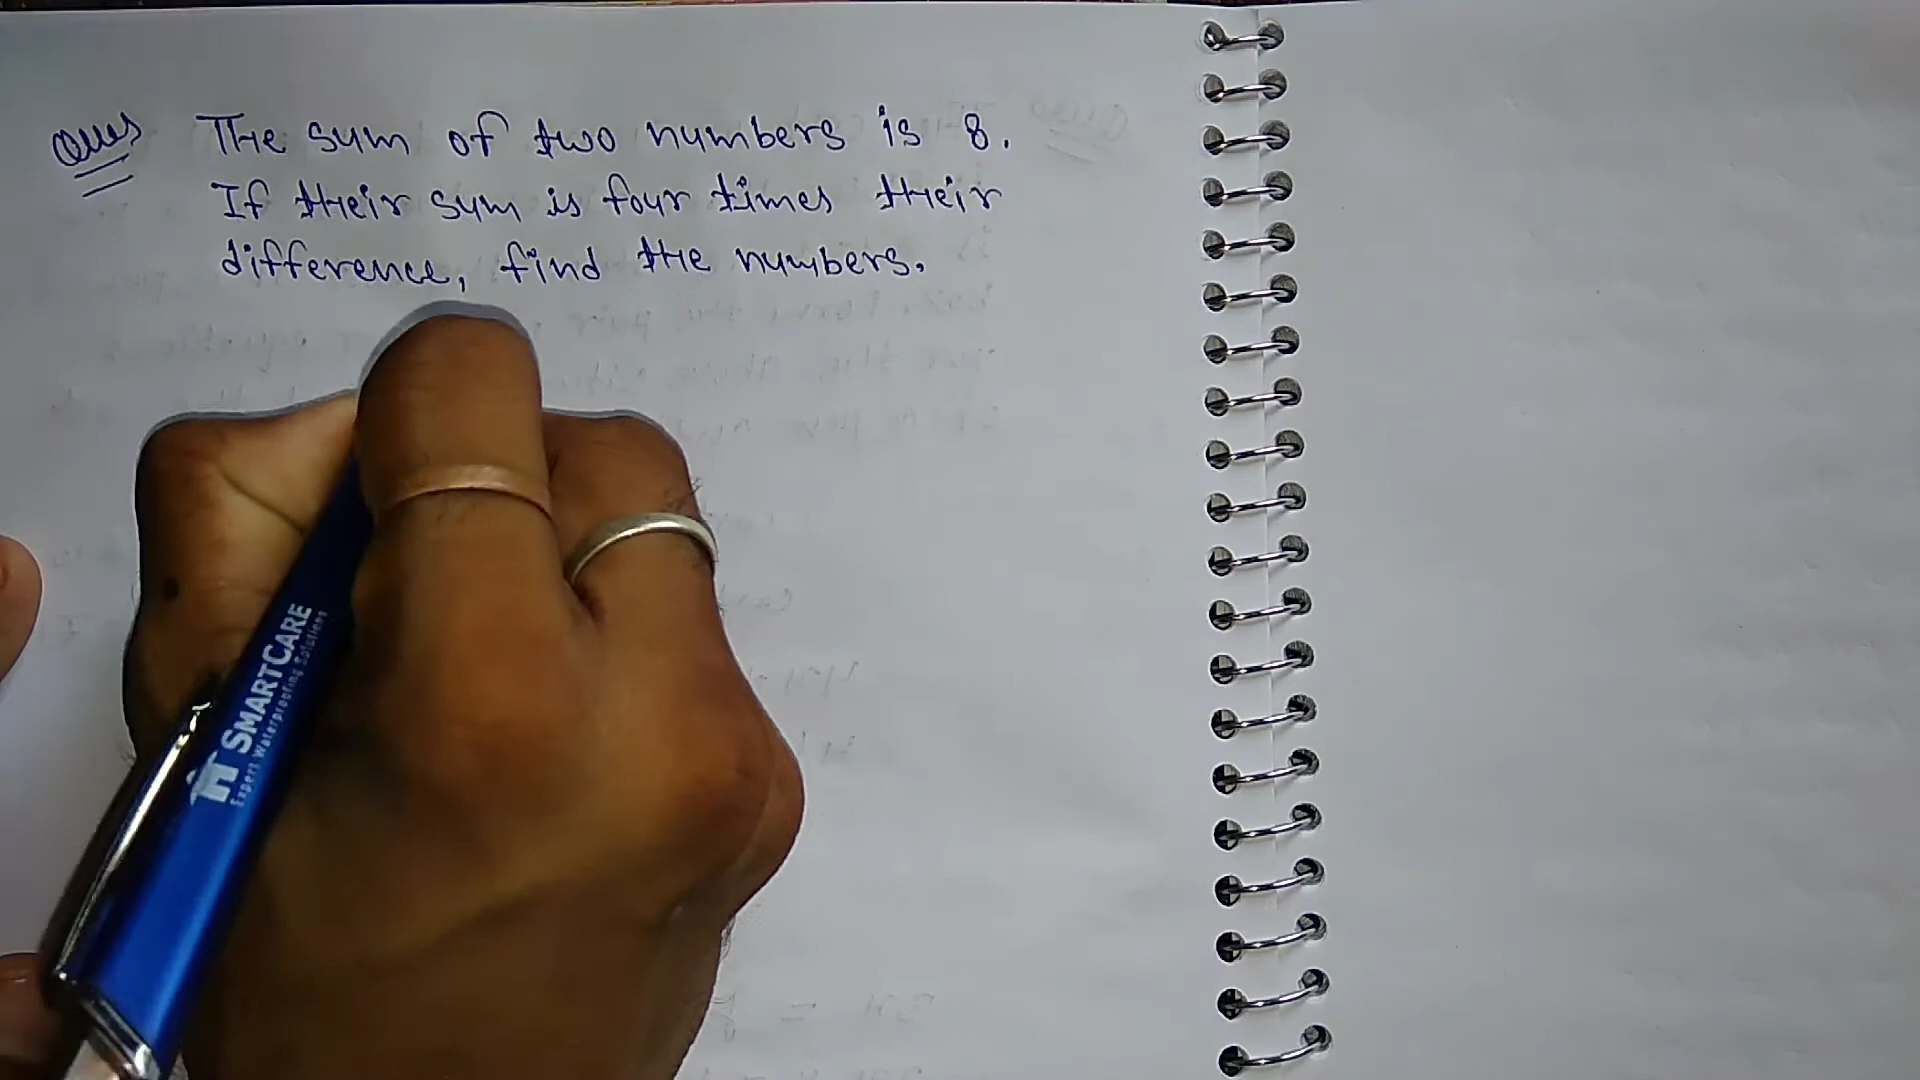 Ques The sum of two numbers is 8.
If their sum is four times their
difference, find the numbers.
SMARTCARE
Expert Waterproofing Solutions